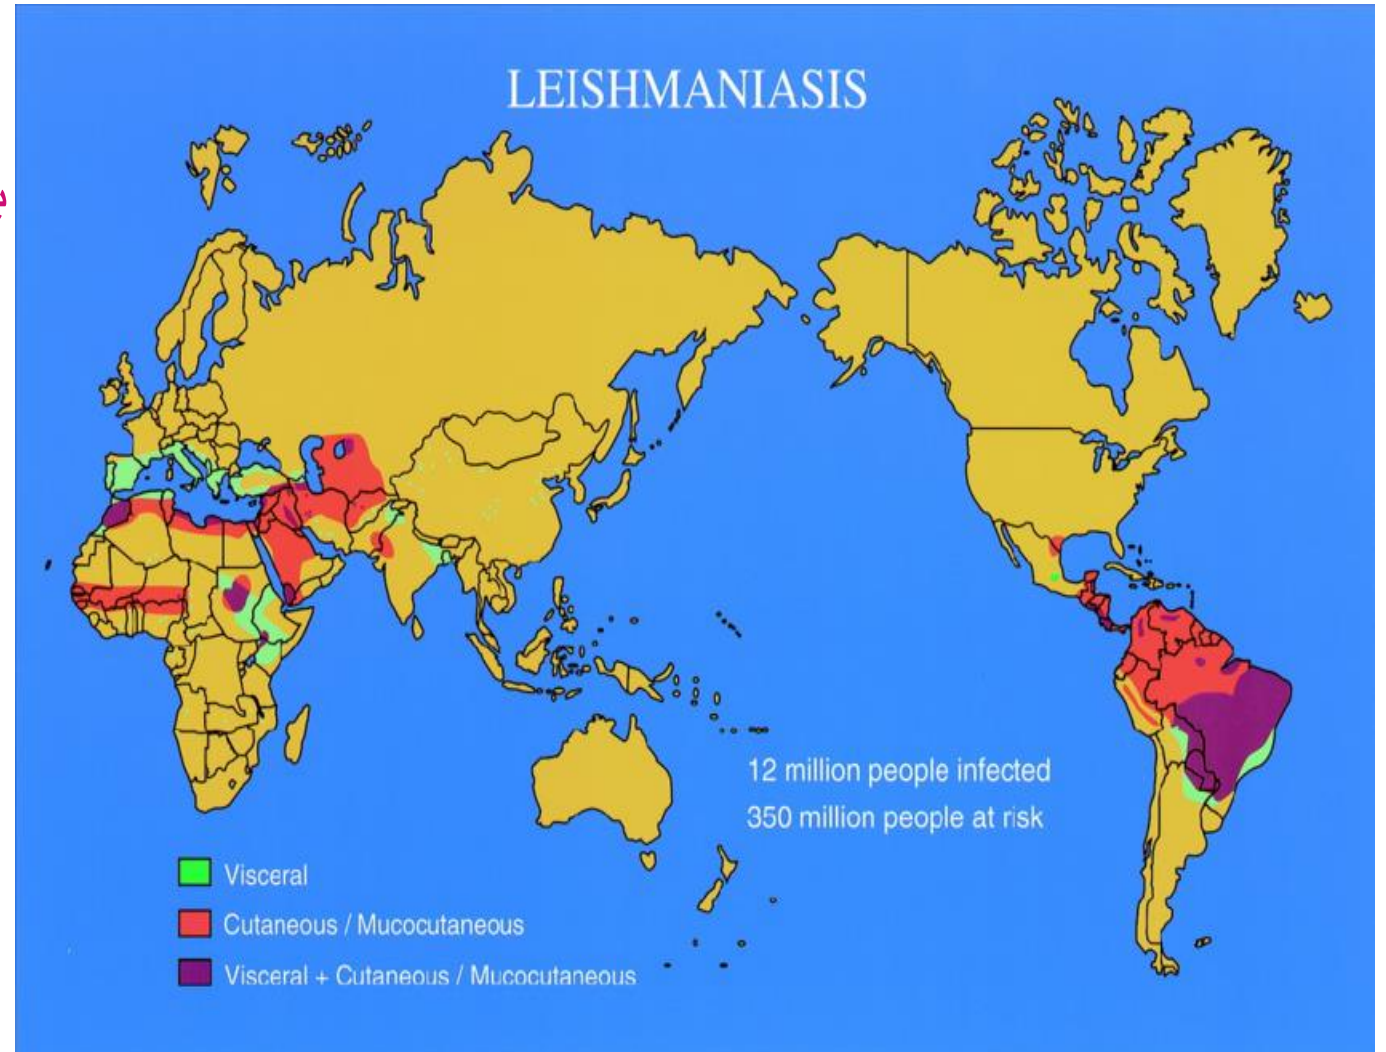 LEISHMANIASIS
12 million people infected
350 million people at risk
Visceral
Cutaneous / Mucocutaneous
Visceral + Cutaneous / Mucocutaneous